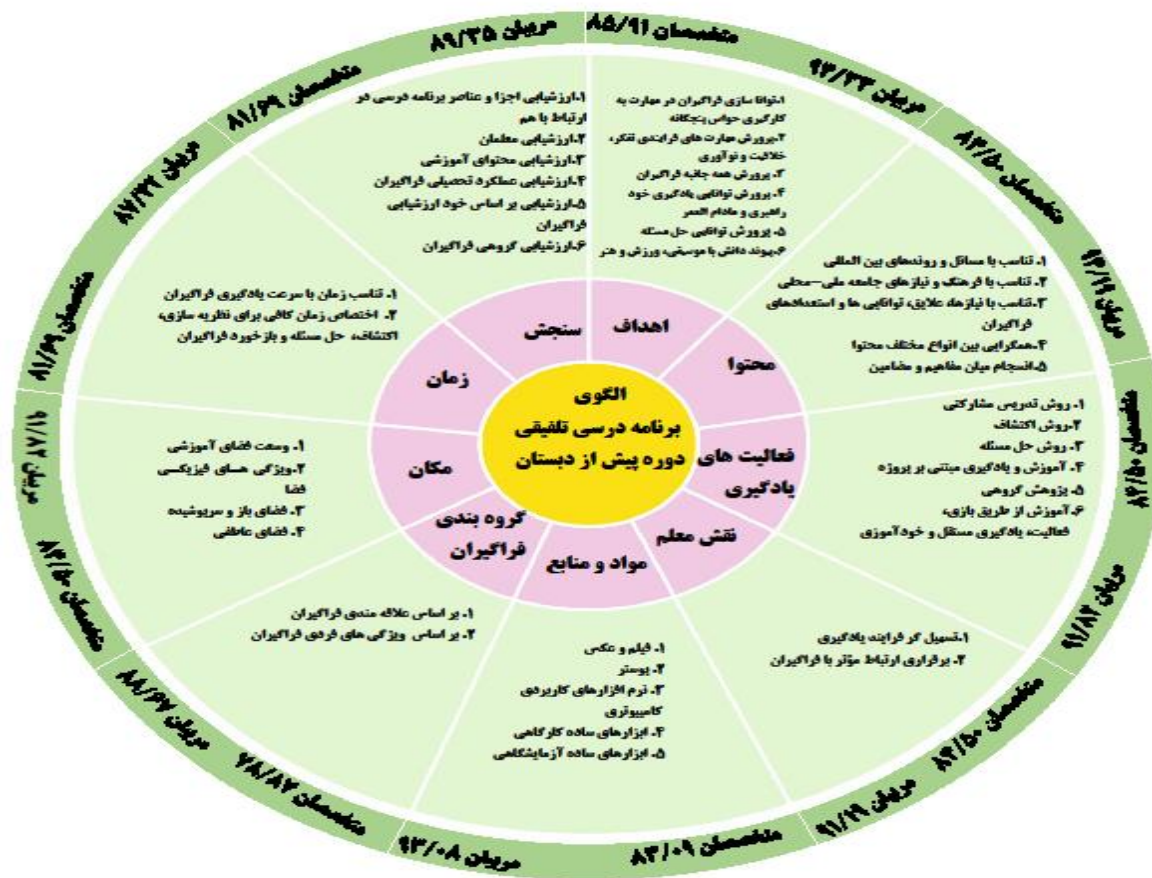 الگوی
برنامه درسی تلفیقی
دوره پیش از دبستان
اهداف
محتوا
فعالیت های
یادگیری
نقش معلم
مواد و منابع
گروه بندی
فراگیران
مکان
زمان
سنجش
۱.توانا سازی فراگیران در مهارت به
کارگیری حواس پنجگانه
۲.پرورش مهارت های فرایندی تفکر،
خلاقیت و نوآوری
۳. پرورش همه جانبه فراگیران
۴. پرورش توانایی یادگیری خود
راهبری و مادام العمر
۵. پرورش توانایی حل مسئله
۶.پیوند دانش با موسیقی، ورزش و هنر
۱. تناسب با مسائل و روندهای بین المللی
۲. تناسب با فرهنگ و نیازهای جامعه ملی–محلی
۳.تناسب با نیازها، علایق، توانایی ها و استعدادهای
فراگیران
۴.همگرایی بین انواع مختلف محتوا
۵.انسجام میان مفاهیم و مضامین
۱. روش تدریس مشارکتی
۲.روش اکتشاف
۳. روش حل مسئله
۴. آموزش و یادگیری مبتنی بر پروژه
۵. پژوهش گروهی
۶.آموزش از طریق بازی،
فعالیت، یادگیری مستقل و خودآموزی
۱.تسهیل گر فرایند یادگیری
۲. برقراری ارتباط مؤثر با فراگیران
۱. فیلم و عکس
۲. پوستر
۳. نرم افزارهای کاربردی
کامپیوتری
۴. ابزارهای ساده کارگاهی
۵. ابزارهای ساده آزمایشگاهی
۱. بر اساس علاقه مندی فراگیران
۲. بر اساس ویژگی های فردی فراگیران
۱. وسعت فضای آموزشی
۲.ویژگی هسای فیزیکسی
فضا
۳. فضای باز و سرپوشیده
۴. فضای عاطفی
۱. تناسب زمان با سرعت یادگیری فراگیران
۲. اختصاص زمان کافی برای نظریه سازی،
اکتشاف، حل مسئله و بازخورد فراگیران
۱.ارزشیابی اجزا و عناصر برنامه درسی در
ارتباط با هم
۲.ارزشیابی معلمان
۳.ارزشیابی محتوای آموزشی
۴.ارزشیابی عملکرد تحصیلی فراگیران
۵.ارزشیابی بر اساس خود ارزشیابی
فراگیران
۶.ارزشیابی گروهی فراگیران
متخصصان ۸۵/۹۱
مربیان ۹۳/۳۳
متخصصان ۸۳/۵۰
مربیان ۹۳/۱۹
متخصصان ۸۴/۵۰
مربیان ۹۱/۸۳
متخصصان ۸۳/۵۰
مربیان ۹۱/۲۹
متخصصان ۸۳/۰۹
مربیان ۹۳/۰۸
متخصصان ۷۸/۸۷
مربیان ۸۸/۶۷
متخصصان ۸۳/۵۰
مربیان ۹۱/۸۲
متخصصان ۸۱/۶۹
مربیان
متخصصان ۸۱/۶۹
مربیان ۸۹/۳۵